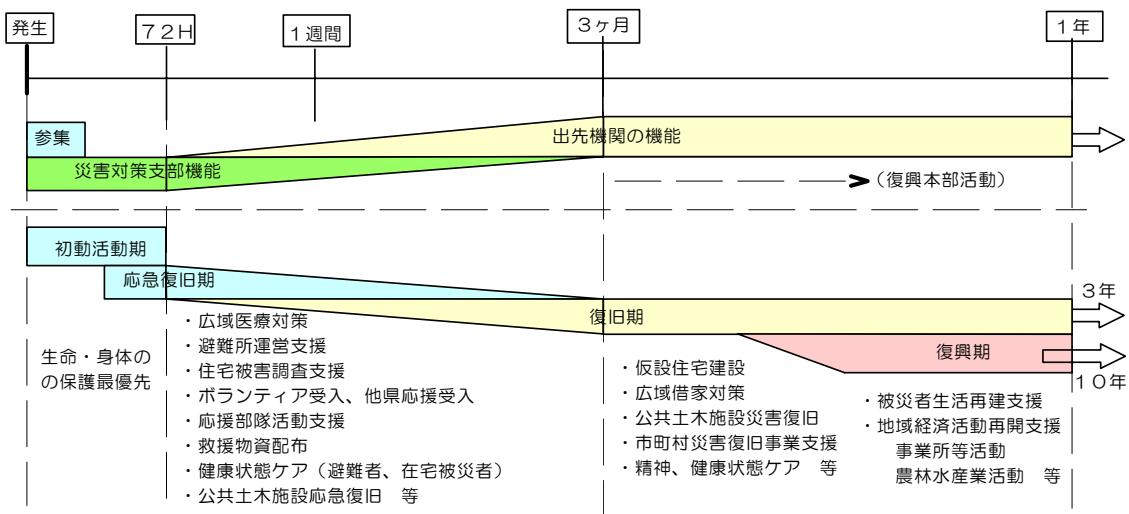 発生
７２H
１週間
３ヶ月
１年
参集
出先機関の機能
災害対策支部機能
（復興本部活動）
初動活動期
応急復旧期
復旧期
３年
復興期
１０年
生命・身体の
の保護最優先
・広域医療対策
・避難所運営支援
・住宅被害調査支援
・ボランティア受入、他県応援受入
・応援部隊活動支援
・救援物資配布
・健康状態ケア（避難者、在宅被災者）
・公共土木施設応急復旧　等
・仮設住宅建設
・広域借家対策
・公共土木施設災害復旧
・市町村災害復旧事業支援
・精神、健康状態ケア　等
・被災者生活再建支援
・地域経済活動再開支援
事業所等活動
農林水産業活動　等